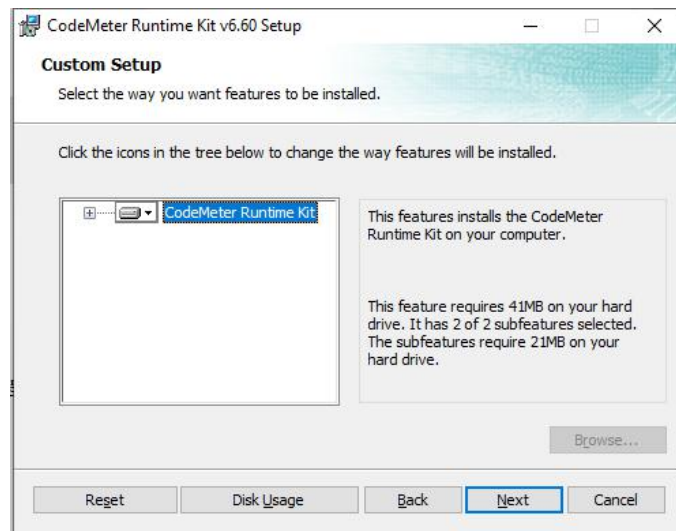 CodeMeter Runtime Kit v6.60 Setup
Custom Setup
Select the way you want features to be installed.
Click the icons in the tree below to change the way features will be installed.
CodeMeter Runtime Kit
This features installs the CodeMeter
Runtime Kit on your computer.
This feature requires 41MB on your hard
drive. It has 2 of 2 subfeatures selected.
The subfeatures require 21MB on your
hard drive.
Browse...
Reset
Disk Usage
Back
Next
Cancel